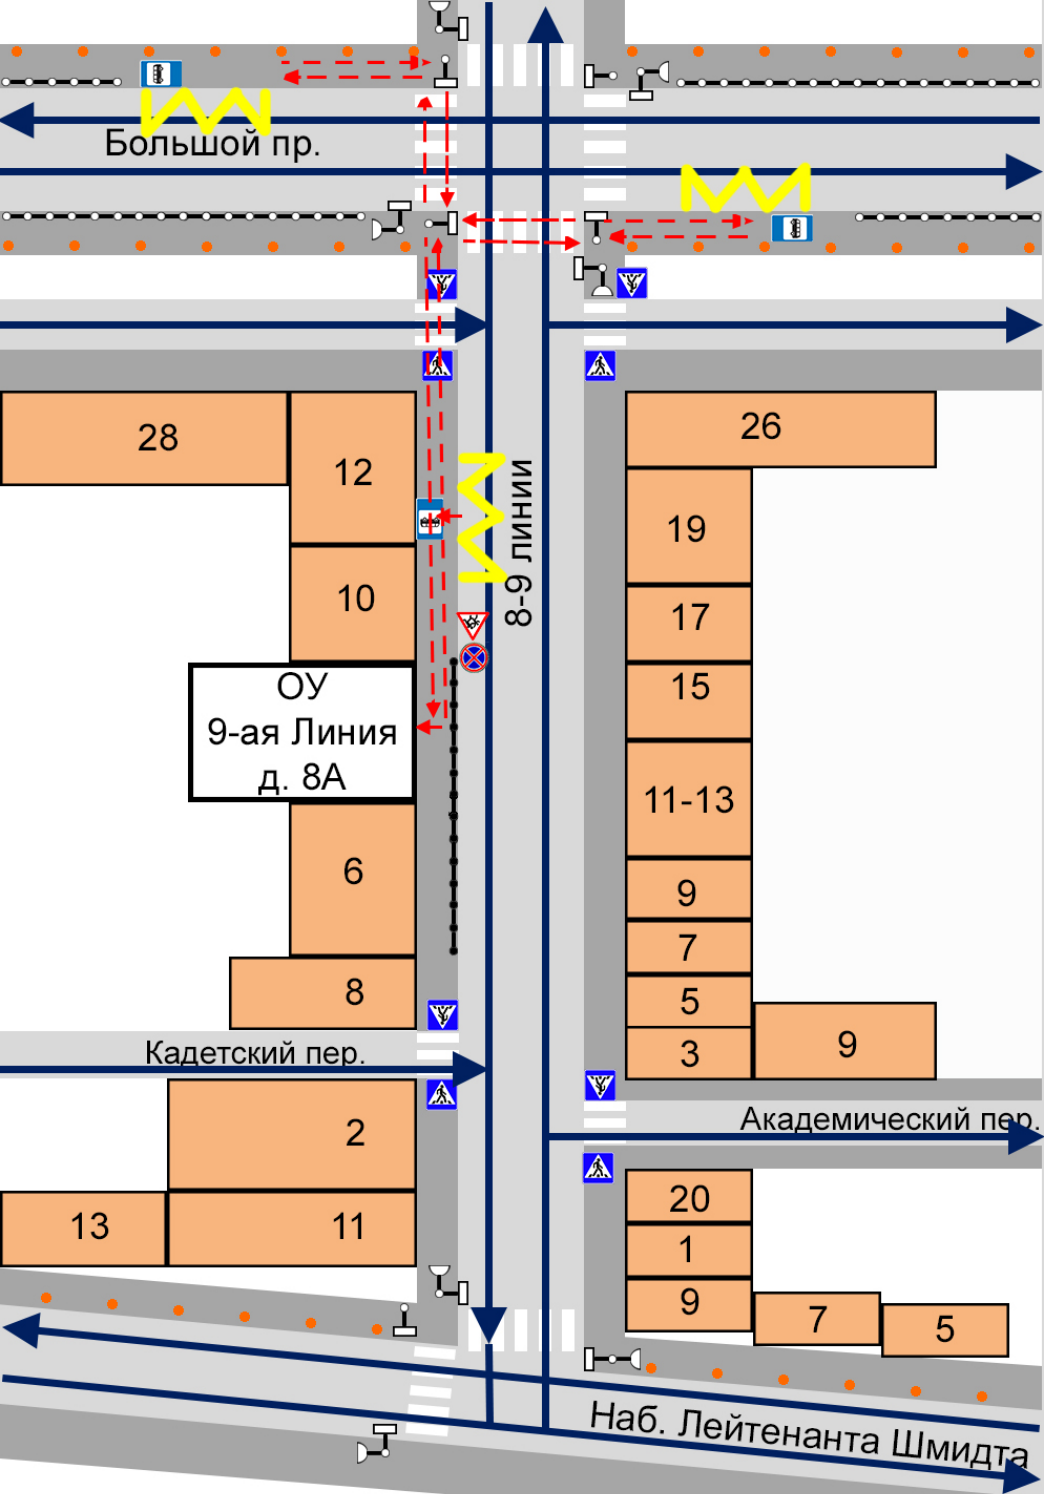 Большой пр.
28
12
26
19
8-9 линии
10
17
ОУ
9-ая Линия
д. 8А
15
11-13
6
9
7
8
5
3
9
Кадетский пер.
Академический пер.
2
20
13
11
1
9
7
5
Наб. Лейтенанта Шмидта